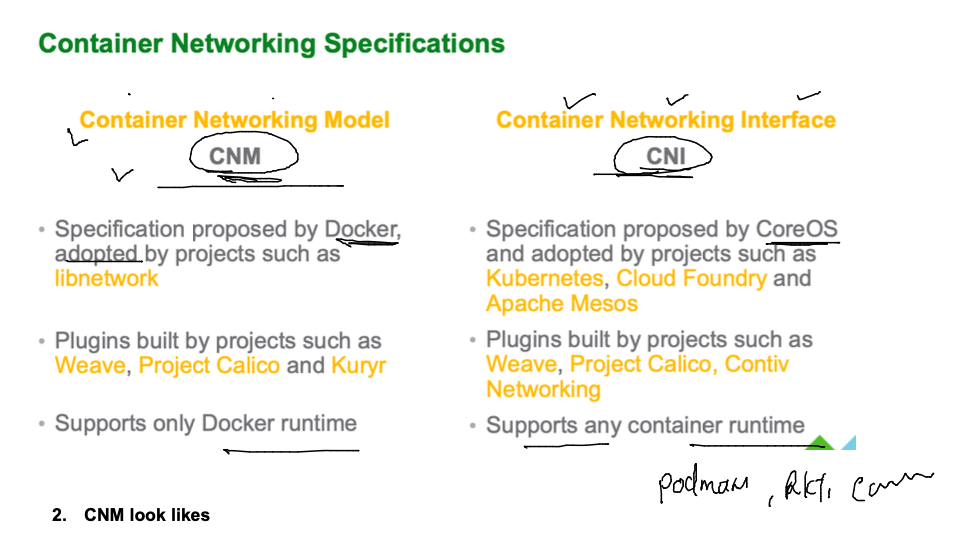 Container Networking Specifications
Container Networking Model
CNM
• Specification proposed by Docker,
adopted by projects such as
libnetwork
• Plugins built by projects such as
Weave, Project Calico and Kuryr
• Supports only Docker runtime
Container Networking Interface
CNI
• Specification proposed by CoreOS
and adopted by projects such as
Kubernetes, Cloud Foundry and
Apache Mesos
• Plugins built by projects such as
Weave, Project Calico, Contiv
Networking
• Supports any container runtime
podman, Rkt,
2. CNM look likes